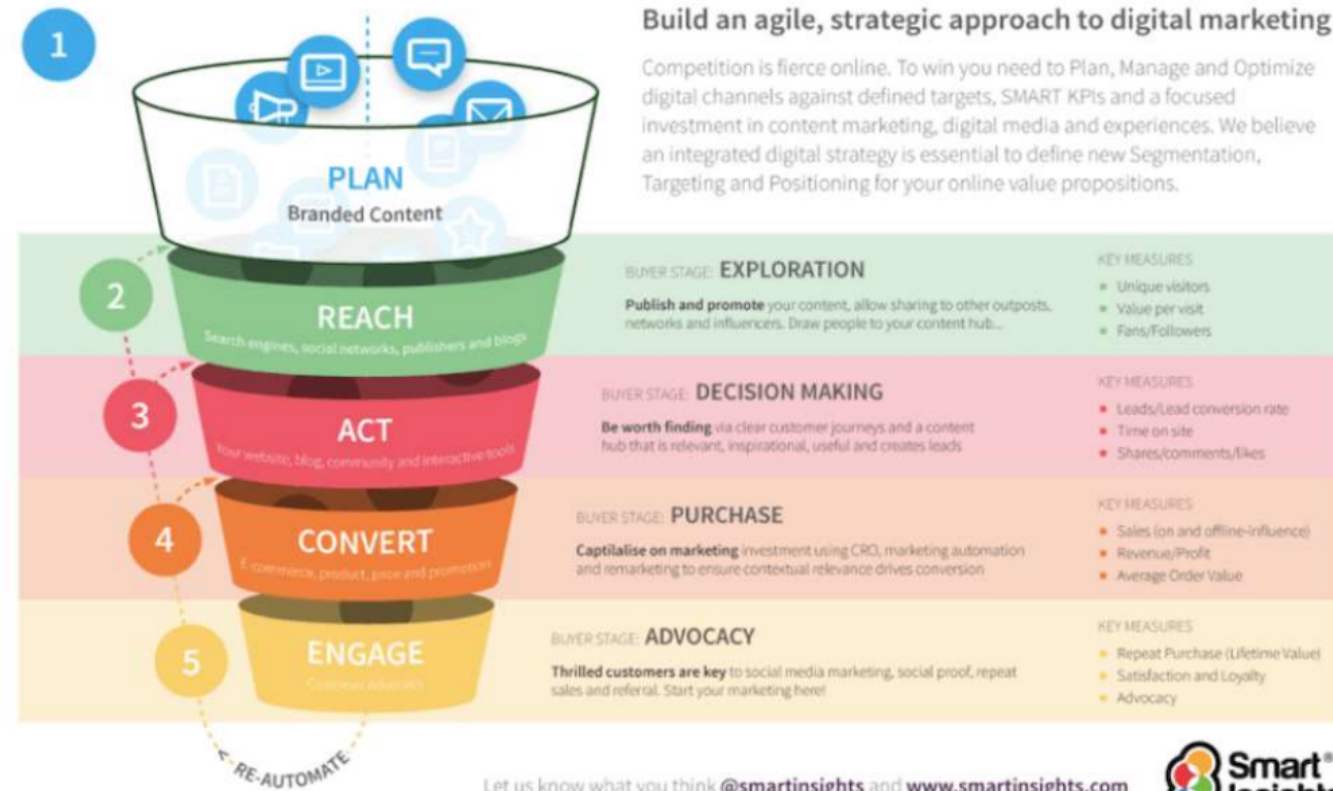 1
Build an agile, strategic approach to digital marketing
Competition is fierce online. To win you need to Plan, Manage and Optimize
digital channels against defined targets, SMART KPIs and a focused
investment in content marketing, digital media and experiences. We believe
an integrated digital strategy is essential to define new Segmentation,
Targeting and Positioning for your online value propositions.
PLAN
Branded Content
2
REACH
Search engines, social networks, publishers and blogs
BUYER STAGE: EXPLORATION
Publish and promote your content, allow sharing to other outposts,
networks and influencers. Draw people to your content hub...
KEY MEASURES
Unique visitors
Value per visit
Fans/Followers
3
ACT
Your website, blog, community and interactive tools
BUYER STAGE: DECISION MAKING
Be worth finding via clear customer journeys and a content
hub that is relevant, inspirational, useful and creates leads
KEY MEASURES
Leads/Lead conversion rate
Time on site
Shares/comments/likes
4
CONVERT
E-commerce, product, price and promotion
BUYER STAGE: PURCHASE
Captilalise on marketing investment using CRO, marketing automation
and remarketing to ensure contextual relevance drives conversion
KEY MEASURES
Sales (on and offline-influence)
Revenue/Profit
Average Order Value
5
ENGAGE
Customer Advocacy
BUYER STAGE: ADVOCACY
Thrilled customers are key to social media marketing, social proof, repeat
sales and referral. Start your marketing here!
KEY MEASURES
Repeat Purchase (Lifetime Value)
Satisfaction and Loyalty
Advocacy
< RE-AUTOMATE
Let us know what you think @smartinsights and www.smartinsights.com
Smart®
Insights